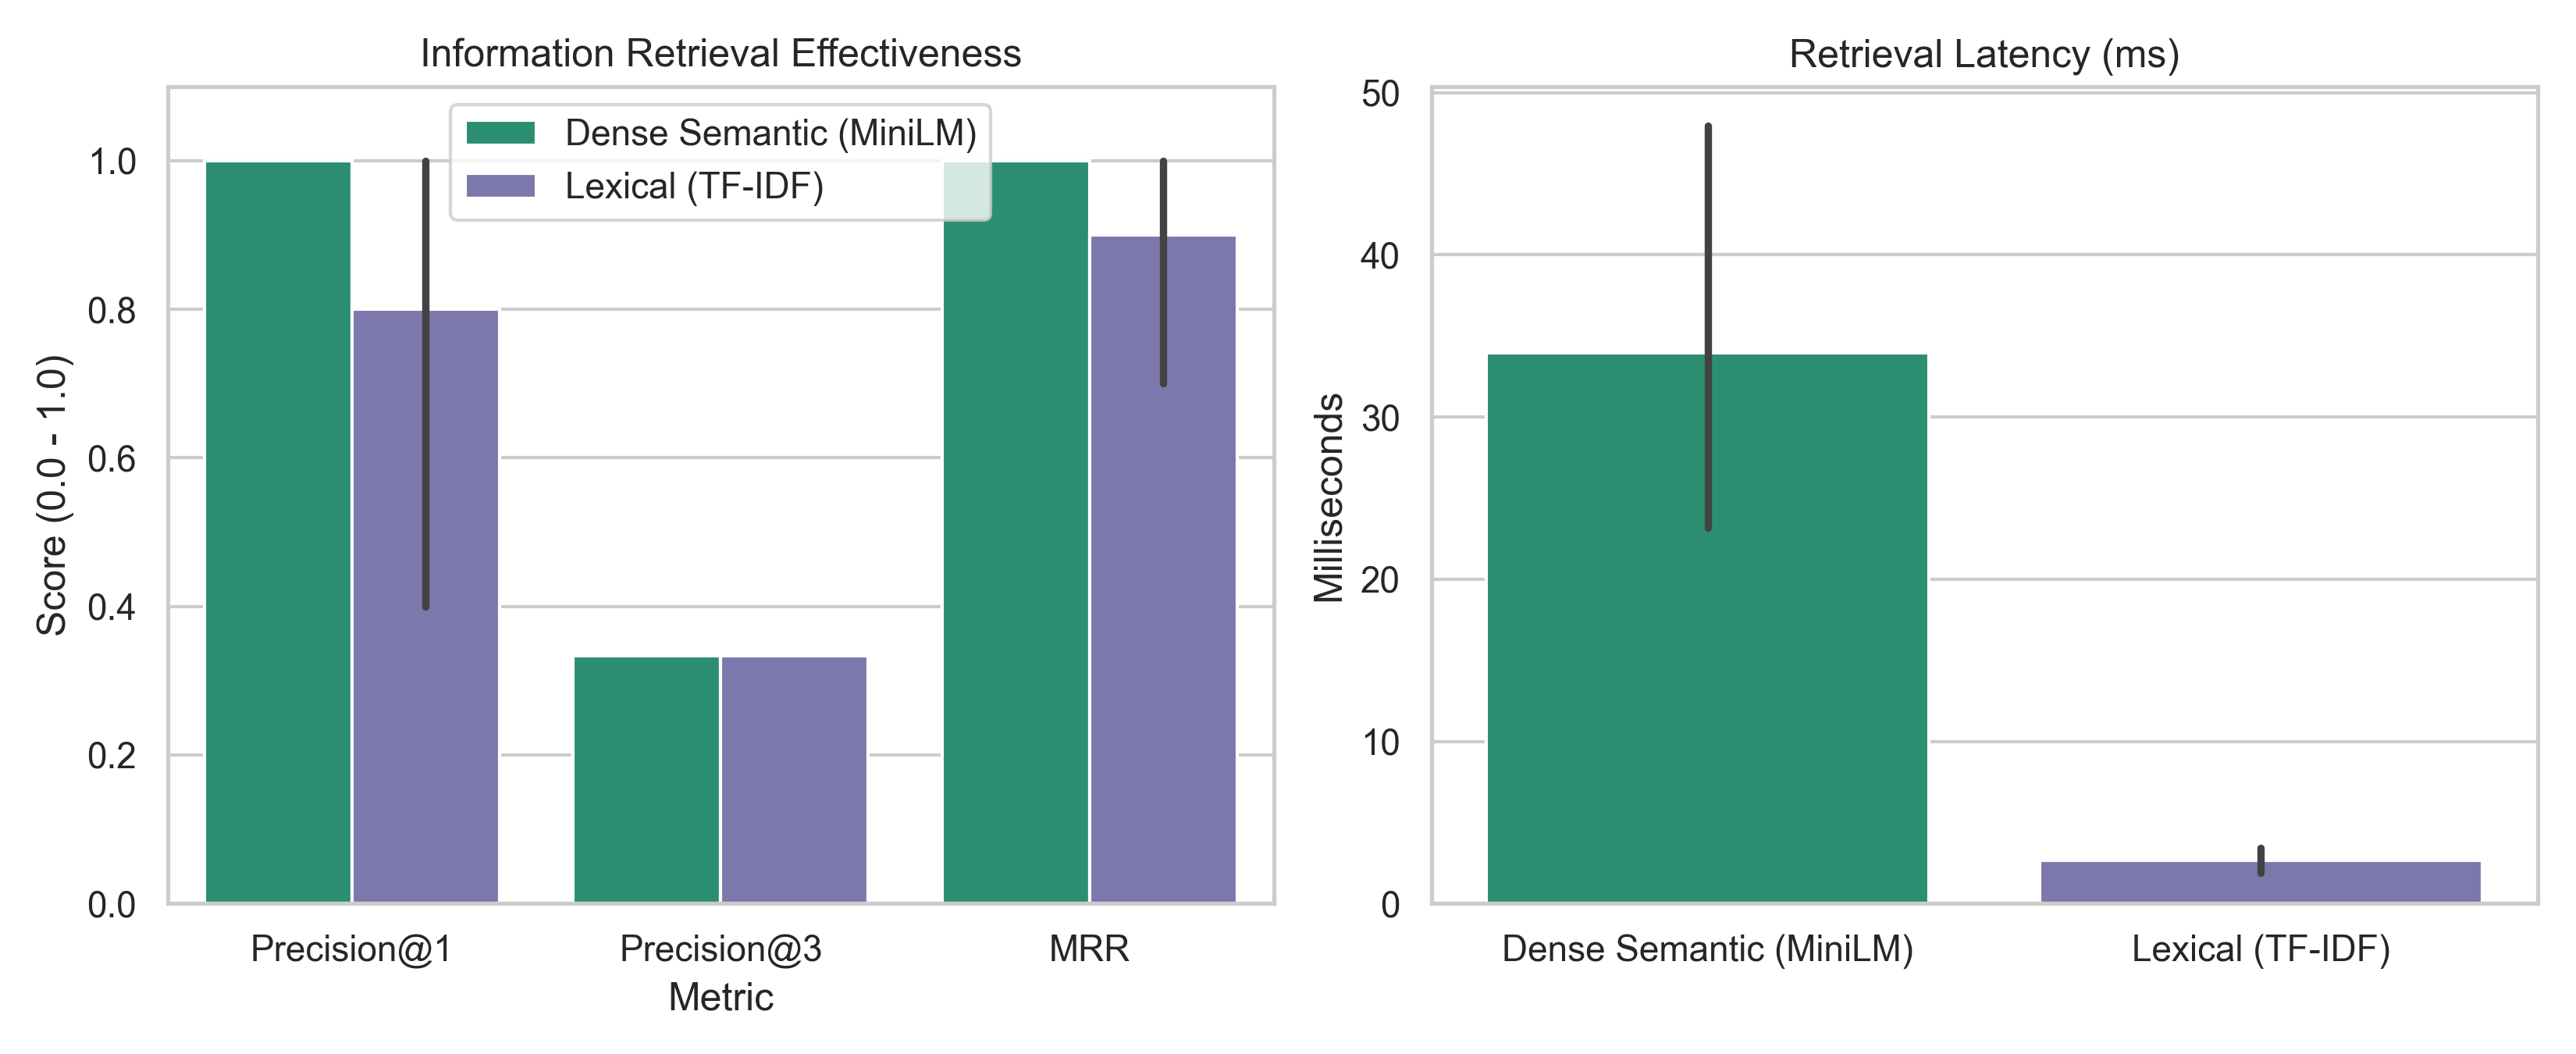 Information Retrieval Effectiveness
Dense Semantic (MiniLM)
Lexical (TF-IDF)
Score (0.0 - 1.0)
1.0
0.8
0.6
0.4
0.2
0.0
Precision@1
Precision@3
MRR
Metric
Retrieval Latency (ms)
Milliseconds
50
40
30
20
10
0
Dense Semantic (MiniLM)
Lexical (TF-IDF)